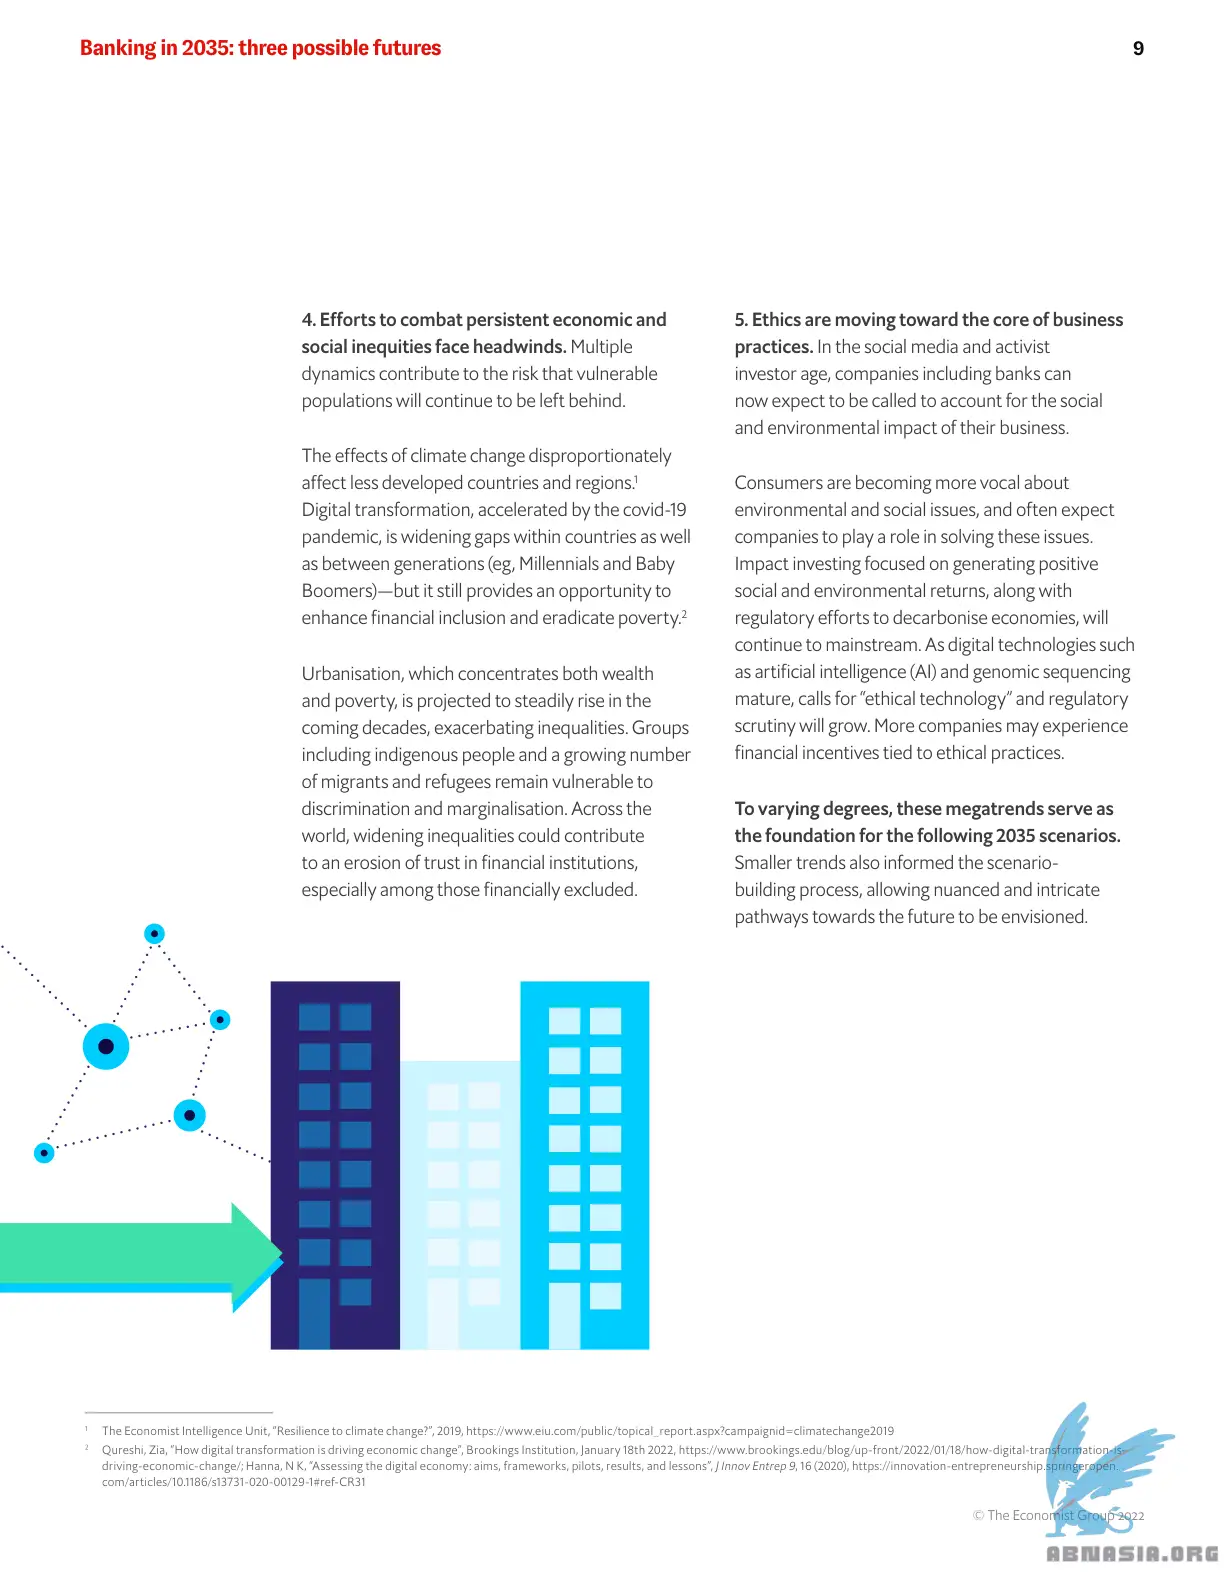 Banking in 2035: three possible futures
9
4. Efforts to combat persistent economic and
social inequities face headwinds. Multiple
dynamics contribute to the risk that vulnerable
populations will continue to be left behind.
The effects of climate change disproportionately
affect less developed countries and regions.1
Digital transformation, accelerated by the covid-19
pandemic, is widening gaps within countries as well
as between generations (eg, Millennials and Baby
Boomers)—but it still provides an opportunity to
enhance financial inclusion and eradicate poverty.2
Urbanisation, which concentrates both wealth
and poverty, is projected to steadily rise in the
coming decades, exacerbating inequalities. Groups
including indigenous people and a growing number
of migrants and refugees remain vulnerable to
discrimination and marginalisation. Across the
world, widening inequalities could contribute
to an erosion of trust in financial institutions,
especially among those financially excluded.
5. Ethics are moving toward the core of business
practices. In the social media and activist
investor age, companies including banks can
now expect to be called to account for the social
and environmental impact of their business.
Consumers are becoming more vocal about
environmental and social issues, and often expect
companies to play a role in solving these issues.
Impact investing focused on generating positive
social and environmental returns, along with
regulatory efforts to decarbonise economies, will
continue to mainstream. As digital technologies such
as artificial intelligence (AI) and genomic sequencing
mature, calls for “ethical technology” and regulatory
scrutiny will grow. More companies may experience
financial incentives tied to ethical practices.
To varying degrees, these megatrends serve as
the foundation for the following 2035 scenarios.
Smaller trends also informed the scenario-
building process, allowing nuanced and intricate
pathways towards the future to be envisioned.
1 The Economist Intelligence Unit, “Resilience to climate change?”, 2019, https://www.eiu.com/public/topical_report.aspx?campaignid=climatechange2019
2 Qureshi, Zia, “How digital transformation is driving economic change”, Brookings Institution, January 18th 2022, https://www.brookings.edu/blog/up-front/2022/01/18/how-digital-transformation-is-
driving-economic-change/; Hanna, N K, “Assessing the digital economy: aims, frameworks, pilots, results, and lessons”, J Innov Entrep 9, 16 (2020), https://innovation-entrepreneurship.springeropen.
com/articles/10.1186/s13731-020-00129-1#ref-CR31
© The Economist Group 2022
ABNASIA.ORG